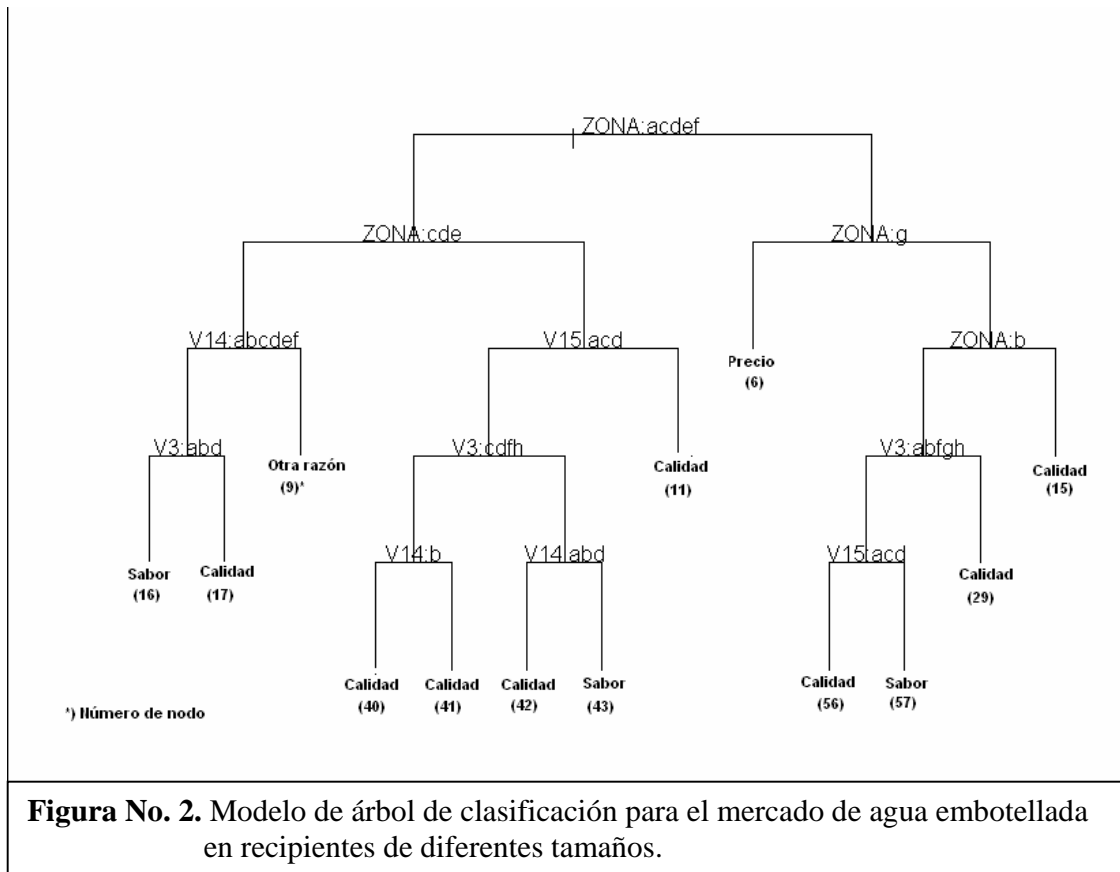 ZONA:acdef
ZONA:cde
ZONA:g
V14:abcdef
V15:acd
Precio
(6)
ZONA:b
V3:abd
Otra razón
(9)*
V3:cdfh
Calidad
(11)
V3:abfgh
Calidad
(15)
Sabor
(16)
Calidad
(17)
V14:b
V14:abd
V15:acd
Calidad
(29)
Calidad
(40)
Calidad
(41)
Calidad
(42)
Sabor
(43)
Calidad
(56)
Sabor
(57)
*) Número de nodo
Figura No. 2. Modelo de árbol de clasificación para el mercado de agua embotellada
en recipientes de diferentes tamaños.